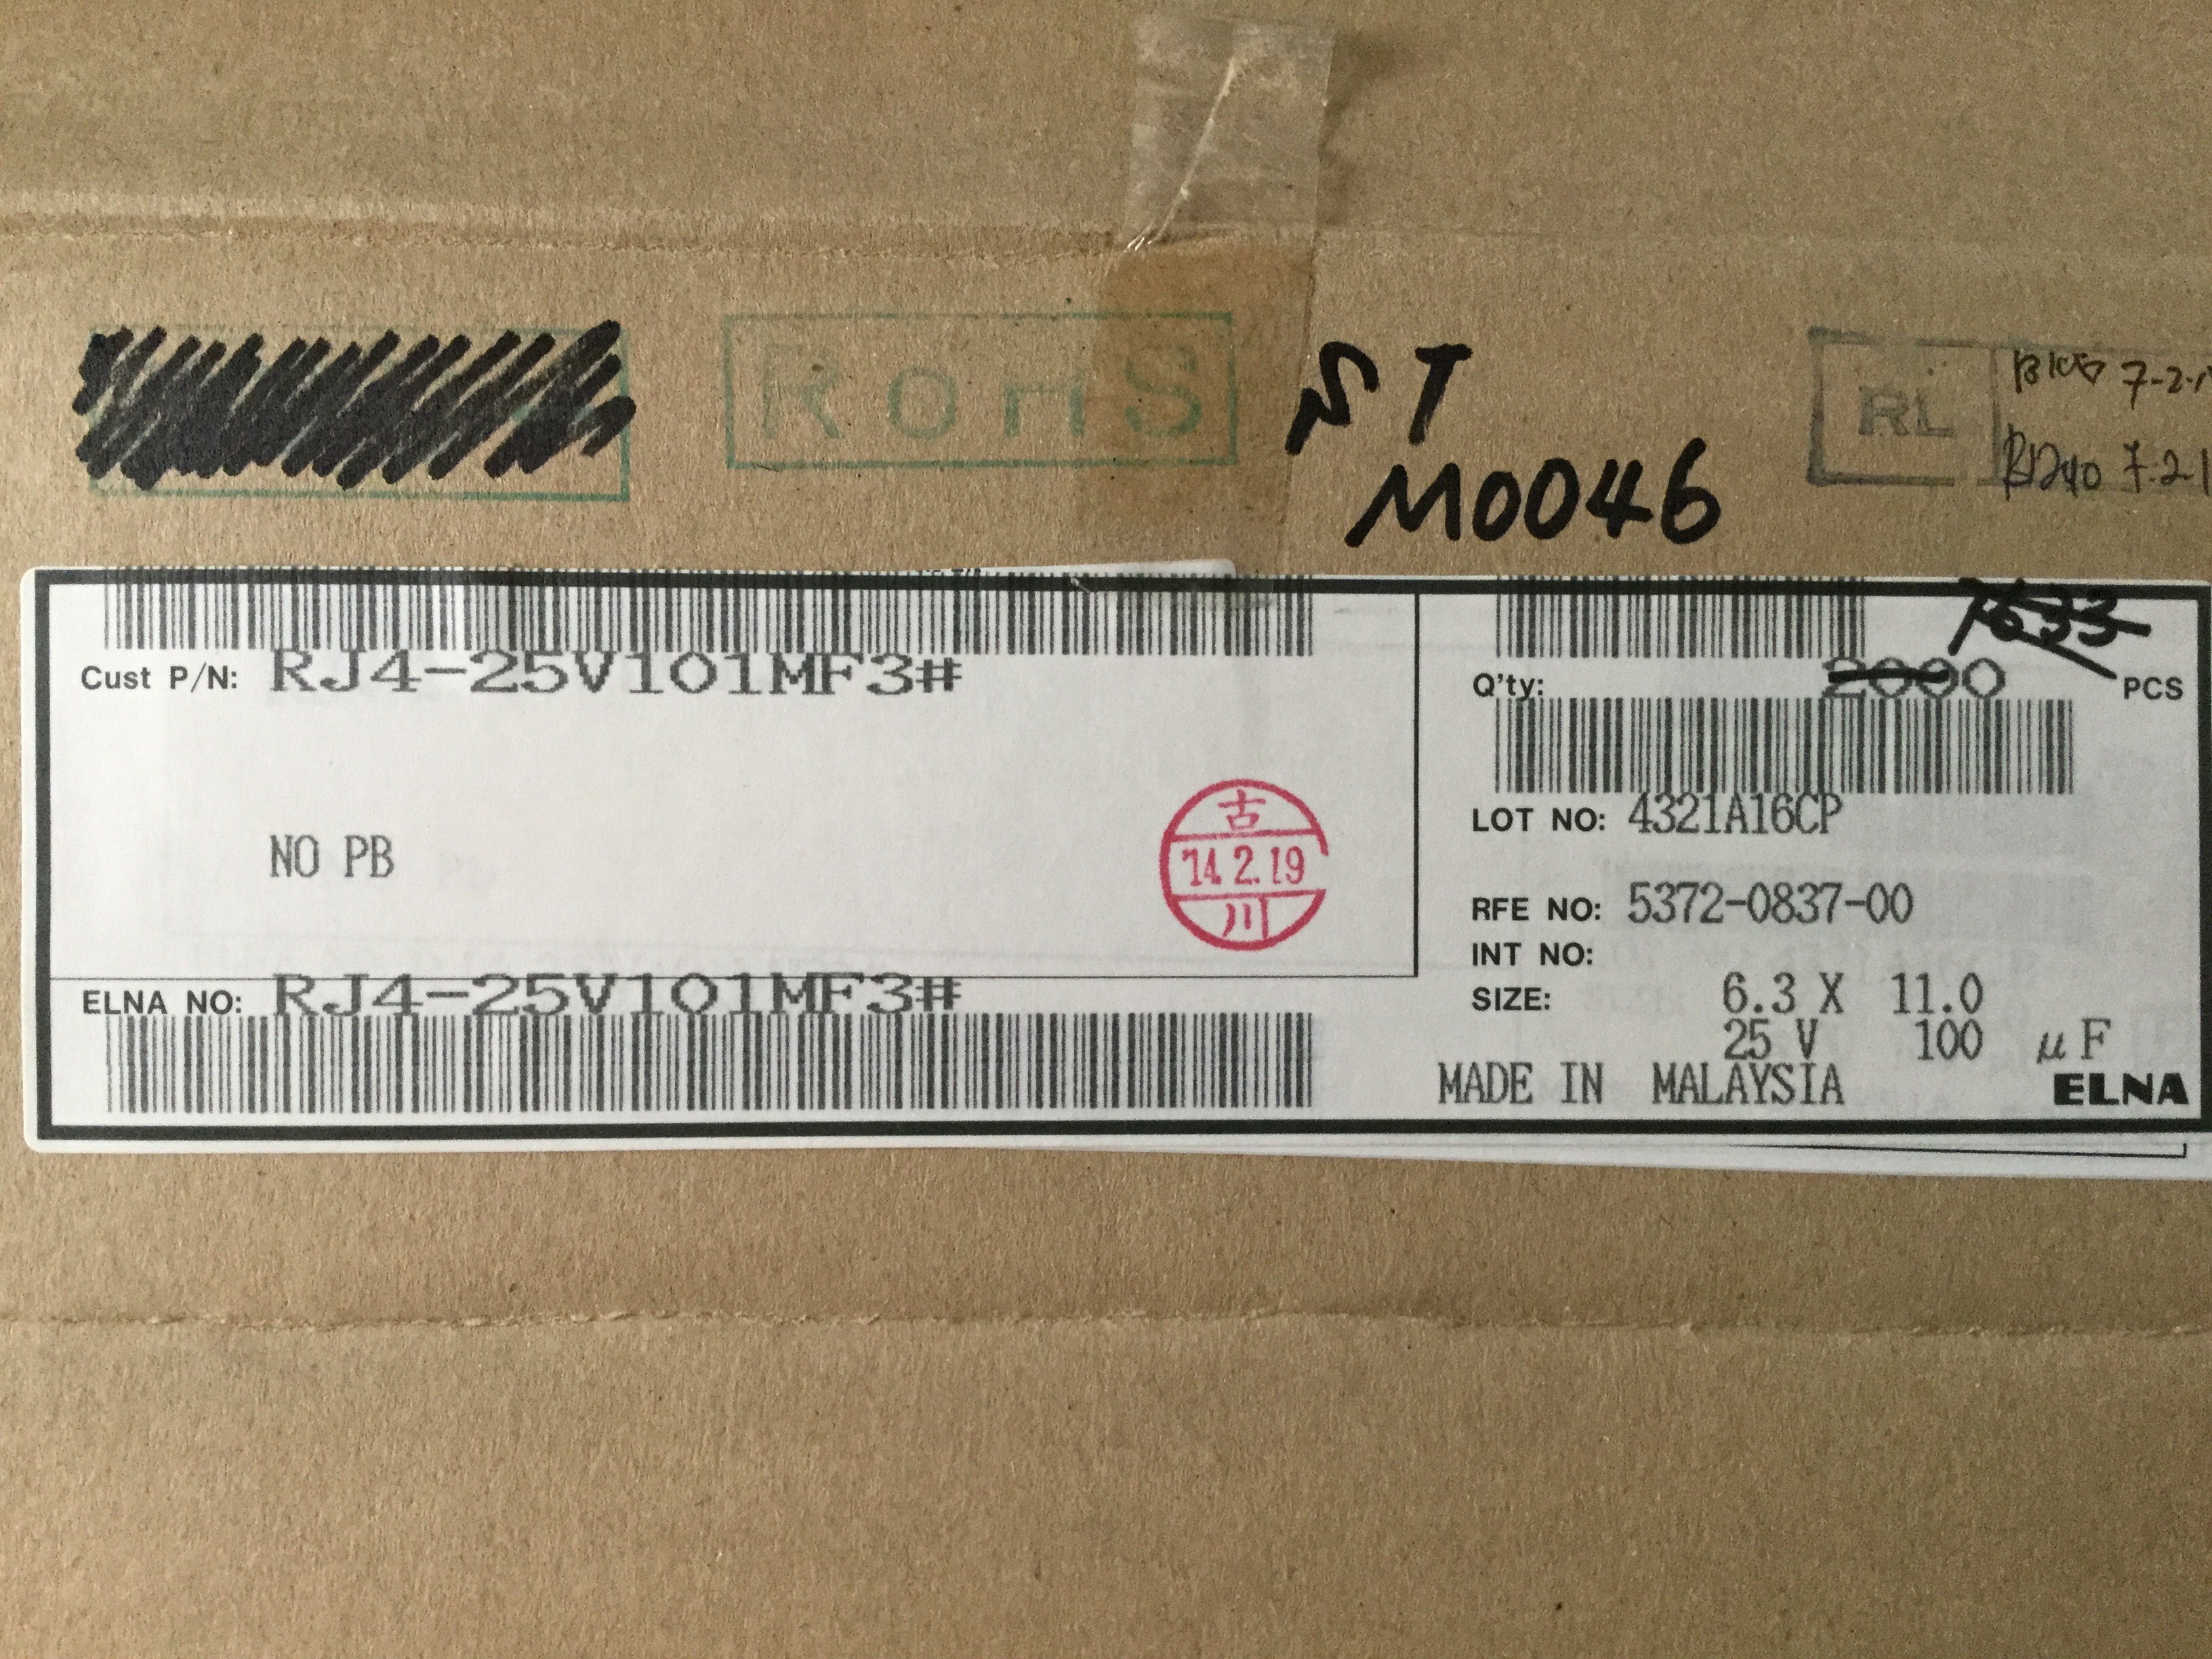 RoHS
ST
M0046
RL
Cust P/N: RJ4-25V101MF3#
NO PB
古
14.2.19
川
ELNA NO: RJ4-25V101MF3#
1633
Q'ty: 2000 PCS
LOT NO: 4321A16CP
RFE NO: 5372-0837-00
INT NO:
SIZE: 6.3 X 11.0
25 V 100 μF
MADE IN MALAYSIA
ELNA